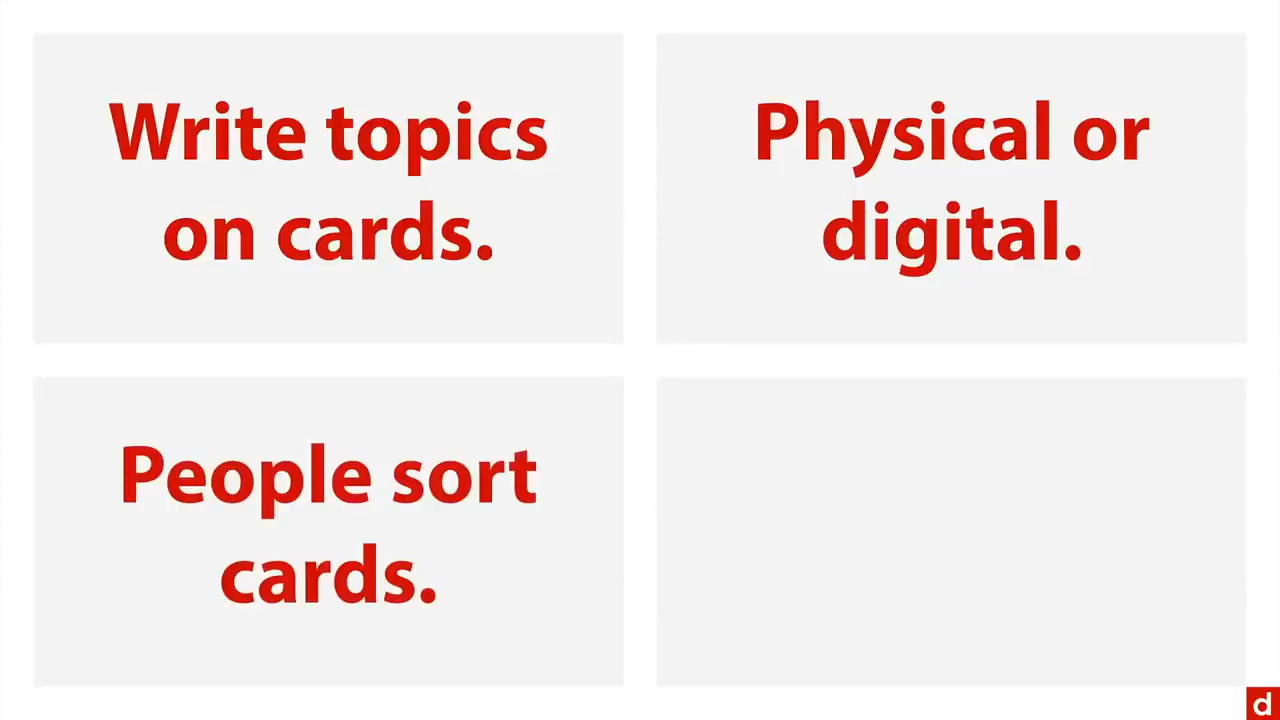 Write topics
on cards.
Physical or
digital.
People sort
cards.
d